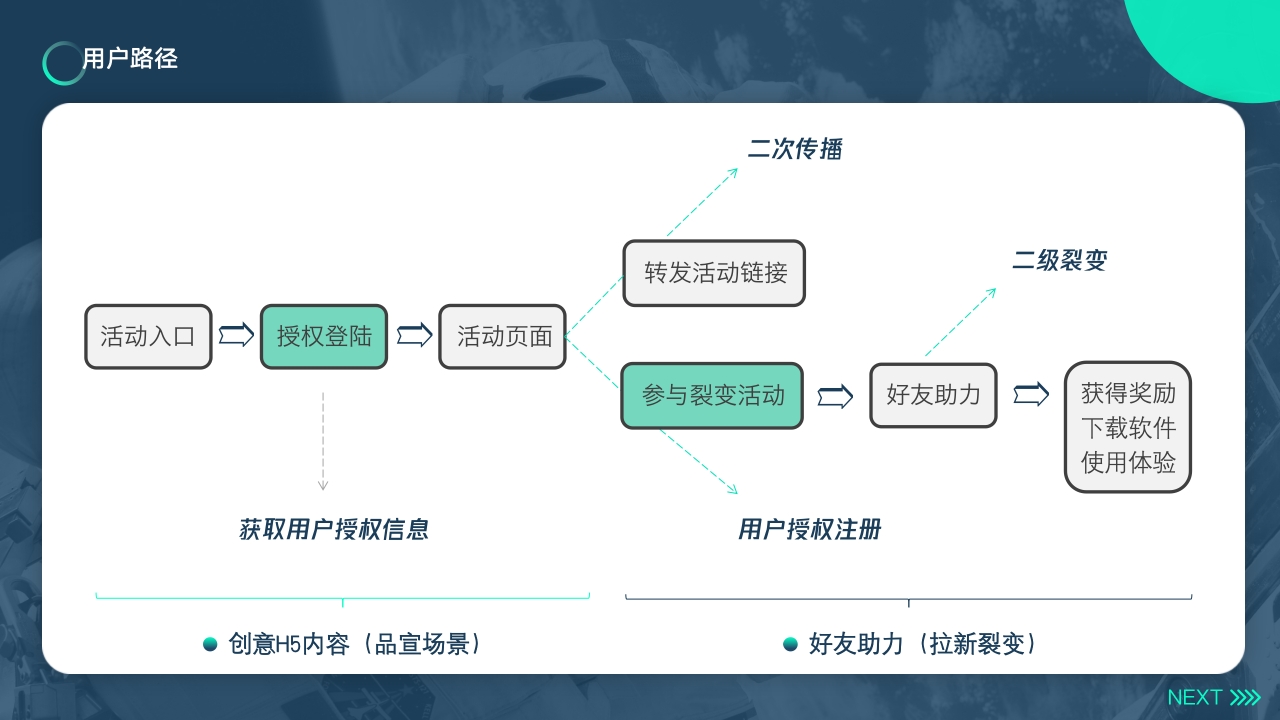 用户路径
二次传播
转发活动链接
二级裂变
活动入口
授权登陆
活动页面
参与裂变活动
好友助力
获得奖励
下载软件
使用体验
获取用户授权信息
用户授权注册
创意H5内容（品宣场景）
好友助力（拉新裂变）
NEXT